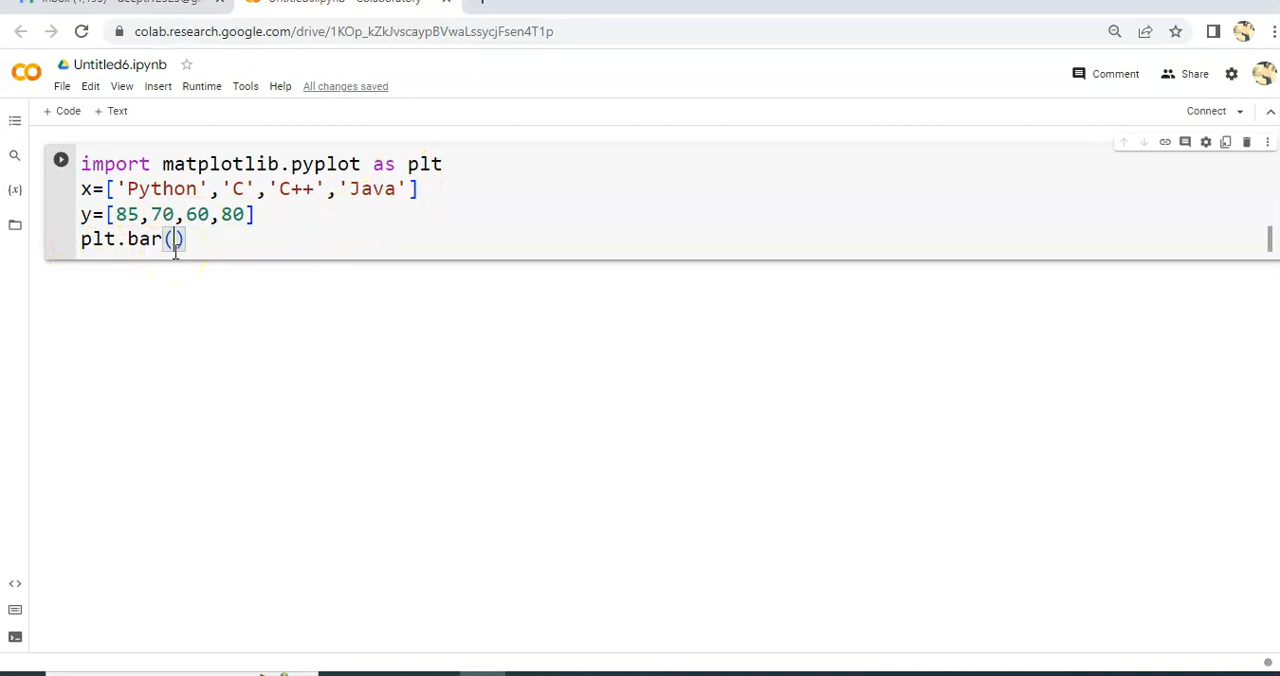 colab.research.google.com/drive/1KOp_kZkJvscaypBVwaLssycjFsen4T1p
Untitled6.ipynb
File Edit View Insert Runtime Tools Help All changes saved
Comment Share
+ Code + Text
Connect
import matplotlib.pyplot as plt
x=['Python','C','C++','Java']
y=[85,70,60,80]
plt.bar()